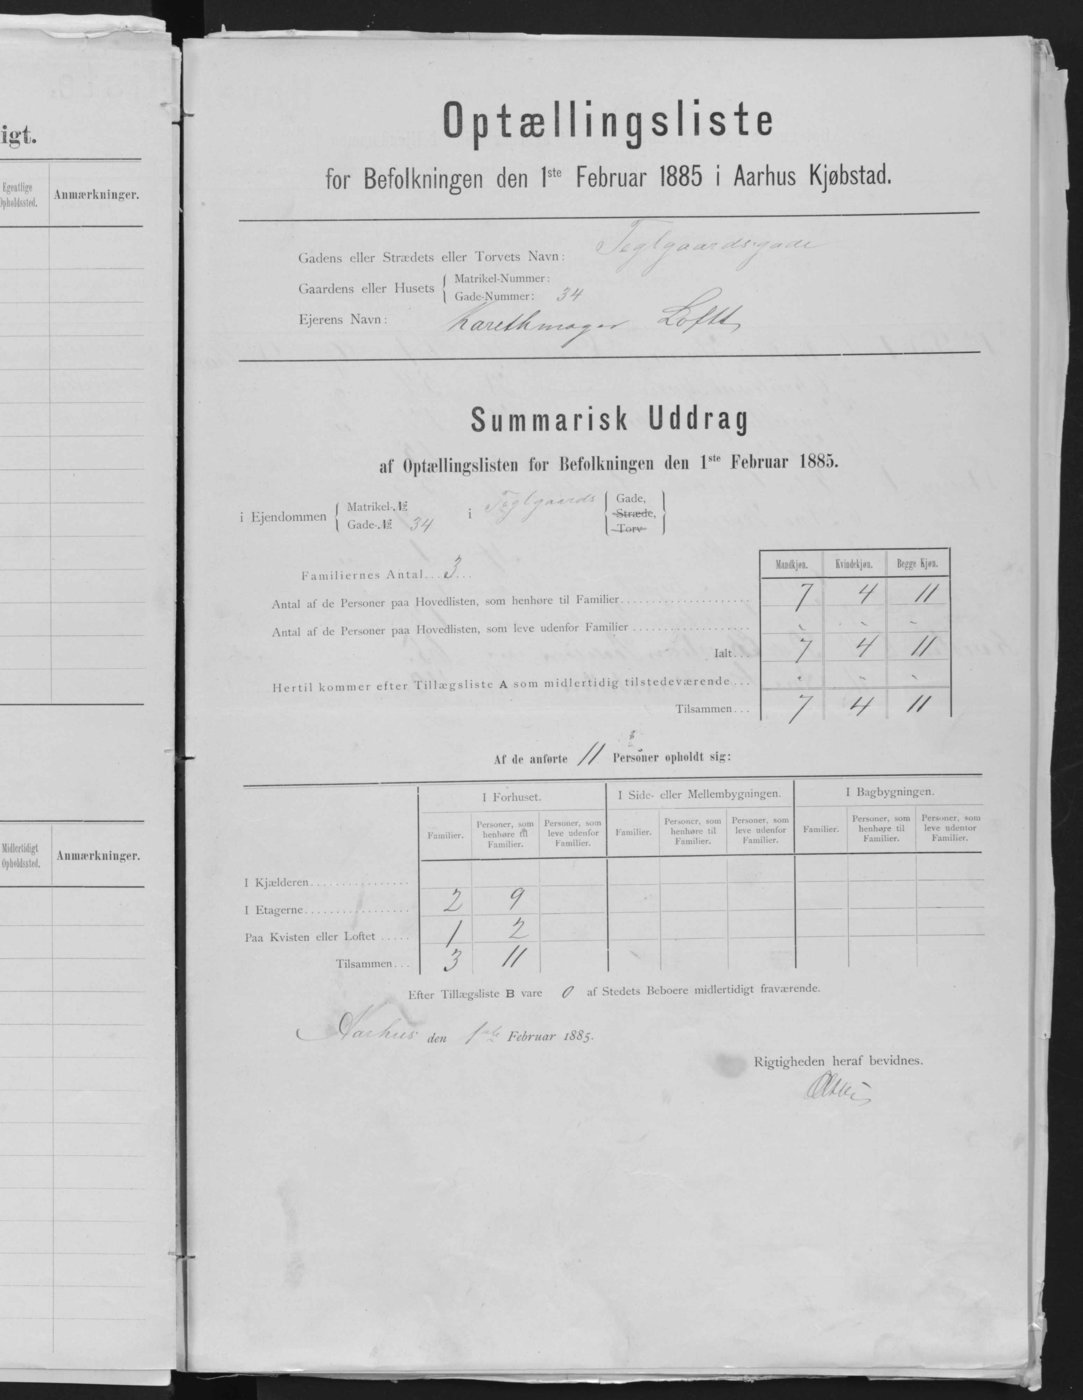 igt.
Egentlige Opholdssted.
Anmærkninger.
Midlertidigt Opholdssted.
Anmærkninger.
Optællingsliste
for Befolkningen den 1ste Februar 1885 i Aarhus Kjøbstad.
Gadens eller Strædets eller Torvets Navn: Teglgaardsgade
Gaardens eller Husets { Matrikel-Nummer:
Gade-Nummer: 34
Ejerens Navn: Karethmager Loftt
Summarisk Uddrag
af Optællingslisten for Befolkningen den 1ste Februar 1885.
i Ejendommen { Matrikel-№
Gade-№ 34 i Teglgaards { Gade,
Stræde,
Torv }
Familiernes Antal... 3...
Mandkjøn. Kvindekjøn. Begge Kjøn.
Antal af de Personer paa Hovedlisten, som henhøre til Familier 7 4 11
Antal af de Personer paa Hovedlisten, som leve udenfor Familier - - -
Ialt... 7 4 11
Hertil kommer efter Tillægsliste A som midlertidig tilstedeværende... - - -
Tilsammen... 7 4 11
Af de anførte 11 Personer opholdt sig:
I Forhuset. I Side- eller Mellembygningen. I Bagbygningen.
Familier. Personer, som henhøre til Familier. Personer, som leve udenfor Familier. Familier. Personer, som henhøre til Familier. Personer, som leve udenfor Familier. Familier. Personer, som henhøre til Familier. Personer, som leve udenfor Familier.
I Kjælderen
I Etagerne 2 9
Paa Kvisten eller Loftet 1 2
Tilsammen... 3 11
Efter Tillægsliste B vare 0 af Stedets Beboere midlertidigt fraværende.
Aarhus den 1ste Februar 1885.
Rigtigheden heraf bevidnes.